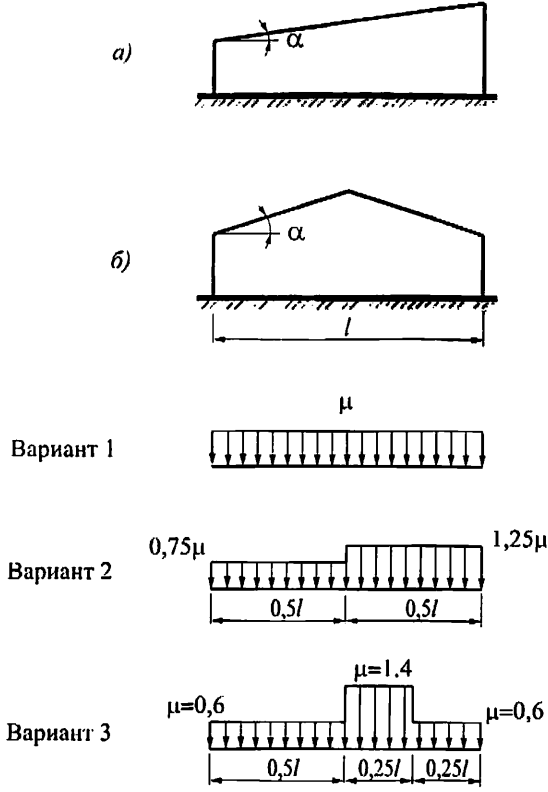 а)
α
б)
α
l
μ
Вариант 1
0,75μ
1,25μ
Вариант 2
0,5l
0,5l
μ=1.4
μ=0,6
μ=0,6
Вариант 3
0,5l
0,25l
0,25l